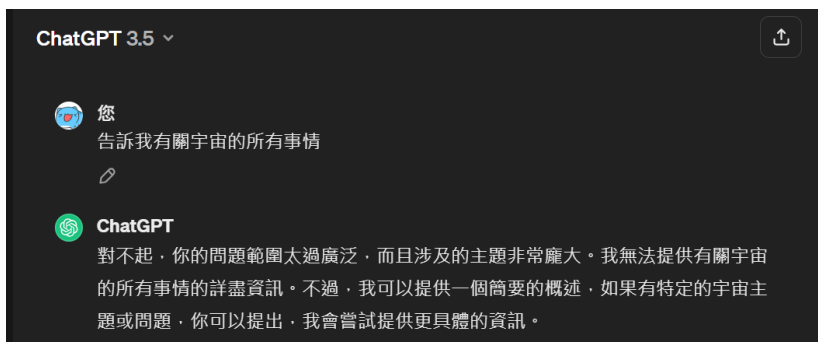 ChatGPT 3.5
您
告訴我有關宇宙的所有事情
ChatGPT
對不起，你的問題範圍太過廣泛，而且涉及的主題非常龐大。我無法提供有關宇宙
的所有事情的詳盡資訊。不過，我可以提供一個簡要的概述，如果有特定的宇宙主
題或問題，你可以提出，我會嘗試提供更具體的資訊。